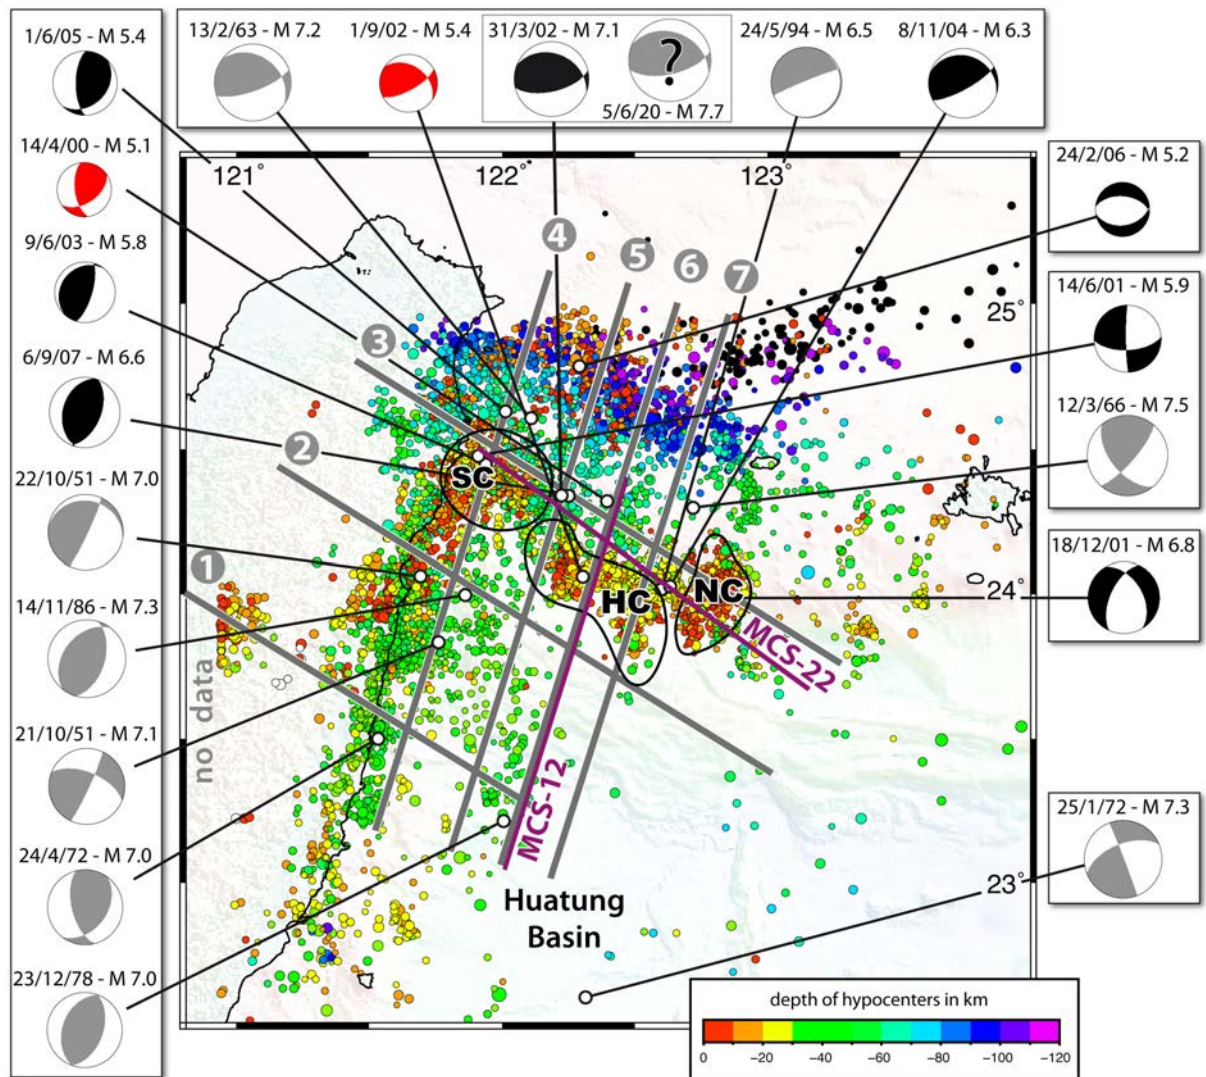 1/6/05 - M 5.4
14/4/00 - M 5.1
9/6/03 - M 5.8
6/9/07 - M 6.6
22/10/51 - M 7.0
14/11/86 - M 7.3
21/10/51 - M 7.1
24/4/72 - M 7.0
23/12/78 - M 7.0
13/2/63 - M 7.2
1/9/02 - M 5.4
31/3/02 - M 7.1
?
5/6/20 - M 7.7
24/5/94 - M 6.5
8/11/04 - M 6.3
24/2/06 - M 5.2
14/6/01 - M 5.9
12/3/66 - M 7.5
18/12/01 - M 6.8
25/1/72 - M 7.3
121°
122°
123°
25°
24°
23°
1
2
3
4
5
6
7
SC
HC
NC
MCS-22
MCS-12
no data
Huatung
Basin
depth of hypocenters in km
0 -20 -40 -60 -80 -100 -120